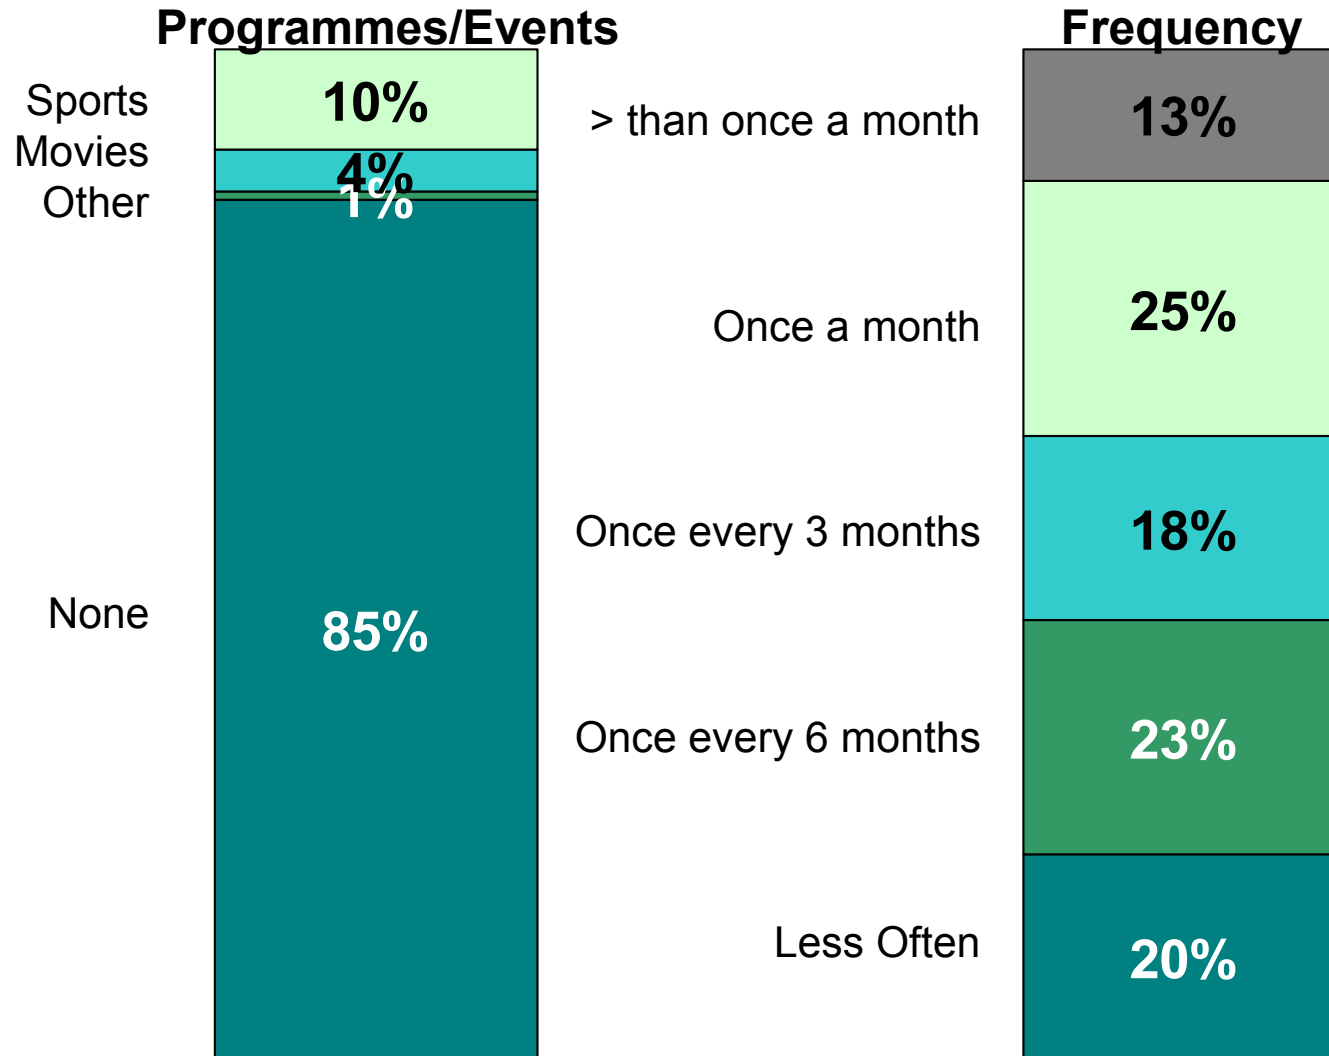 Programmes/Events
Sports
Movies
Other
None
10%
4%
1%
85%
Frequency
> than once a month
Once a month
Once every 3 months
Once every 6 months
Less Often
13%
25%
18%
23%
20%